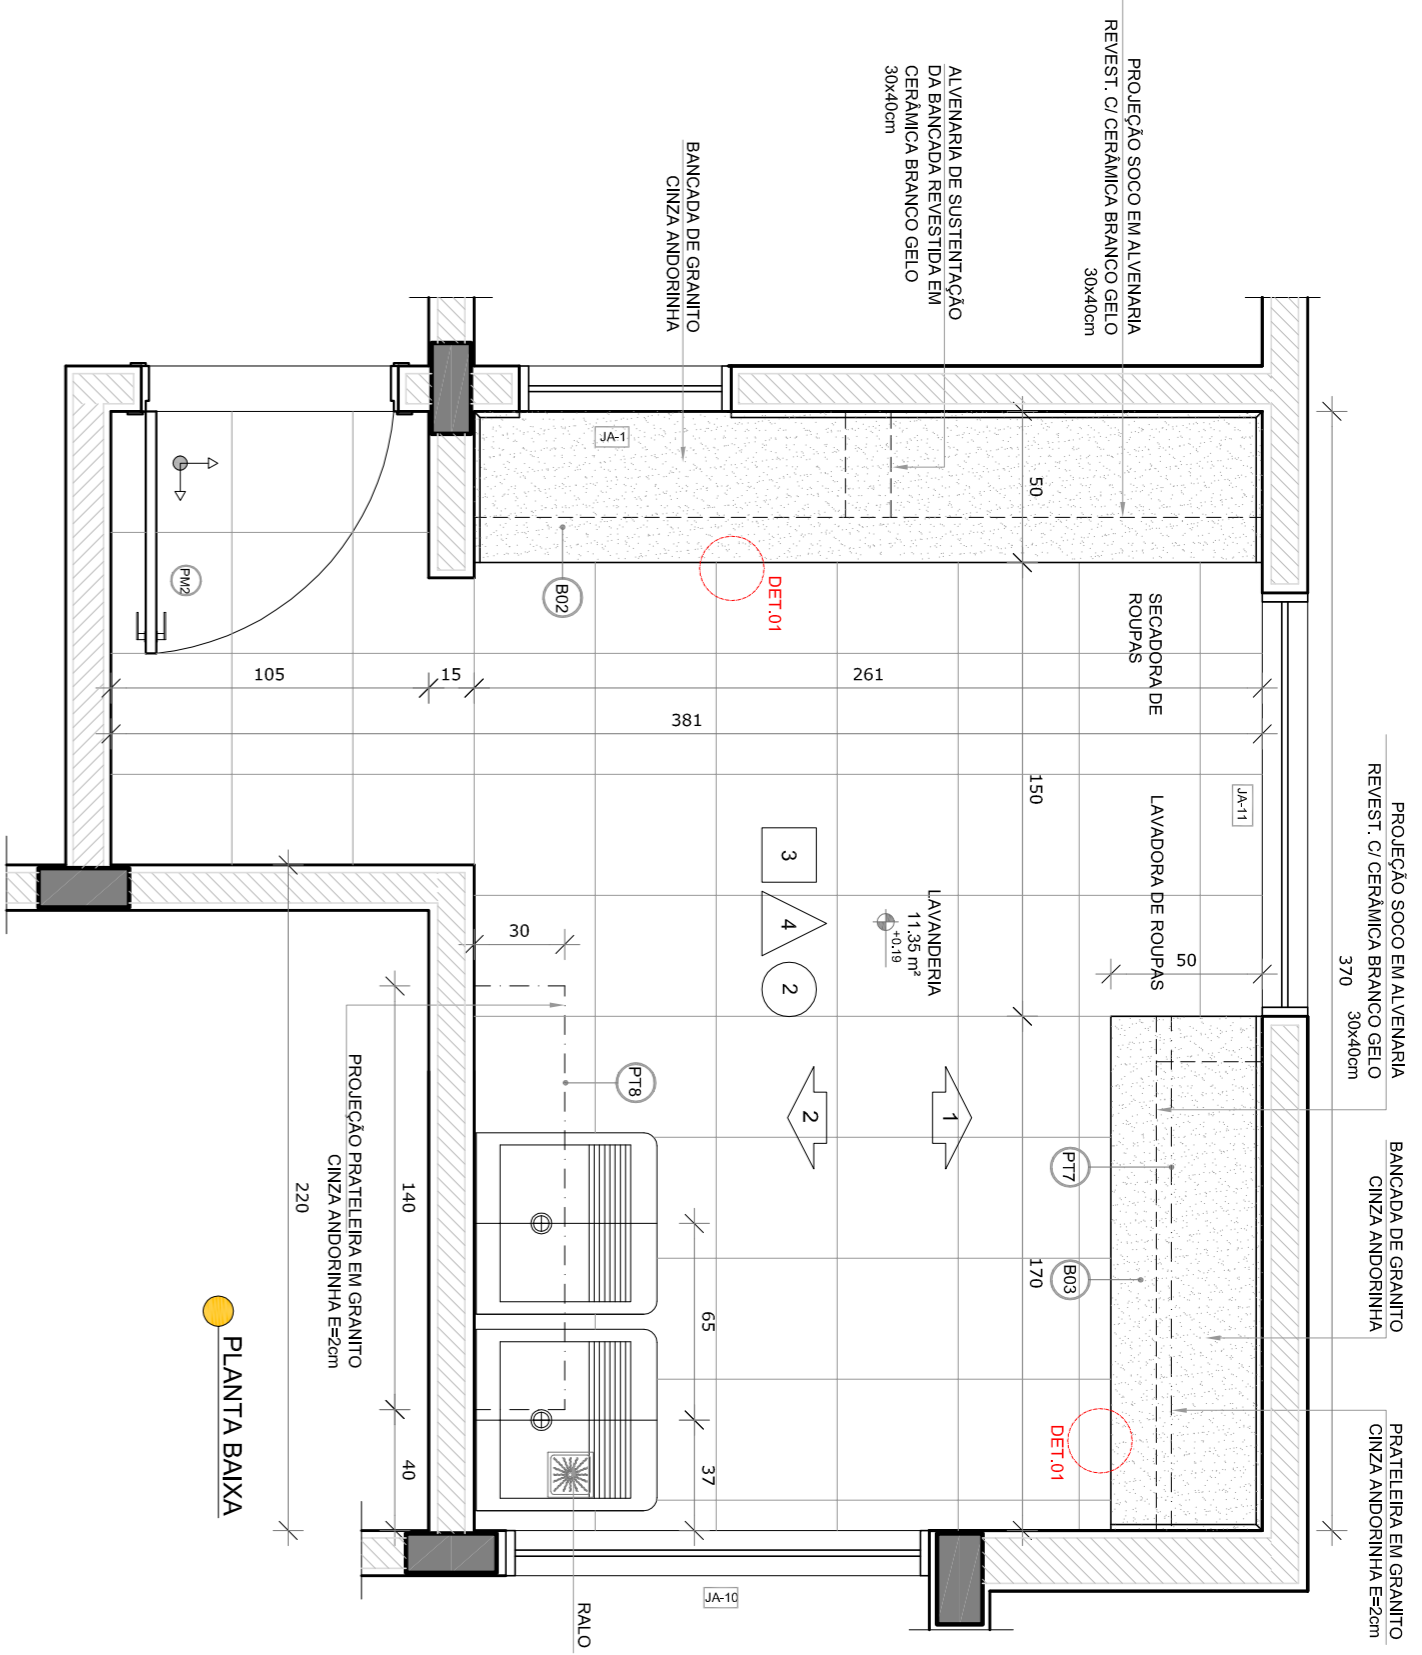 PROJEÇÃO SOCO EM ALVENARIA
REVEST. C/ CERÂMICA BRANCO GELO
30x40cm
ALVENARIA DE SUSTENTAÇÃO
DA BANCADA REVESTIDA EM
CERÂMICA BRANCO GELO
30x40cm
BANCADA DE GRANITO
CINZA ANDORINHA
PROJEÇÃO SOCO EM ALVENARIA
REVEST. C/ CERÂMICA BRANCO GELO
30x40cm
BANCADA DE GRANITO
CINZA ANDORINHA
PRATELEIRA EM GRANITO
CINZA ANDORINHA E=2cm
370
JA-1
50
B02
DET.01
SECADORA DE
ROUPAS
PM2
105
15
261
381
150
JA-11
LAVADORA DE ROUPAS
50
3
4
2
LAVANDERIA
11.35 m²
+0.19
30
1
2
PT8
PT7
B03
170
DET.01
PROJEÇÃO PRATELEIRA EM GRANITO
CINZA ANDORINHA E=2cm
140
40
220
65
37
JA-10
RALO
PLANTA BAIXA